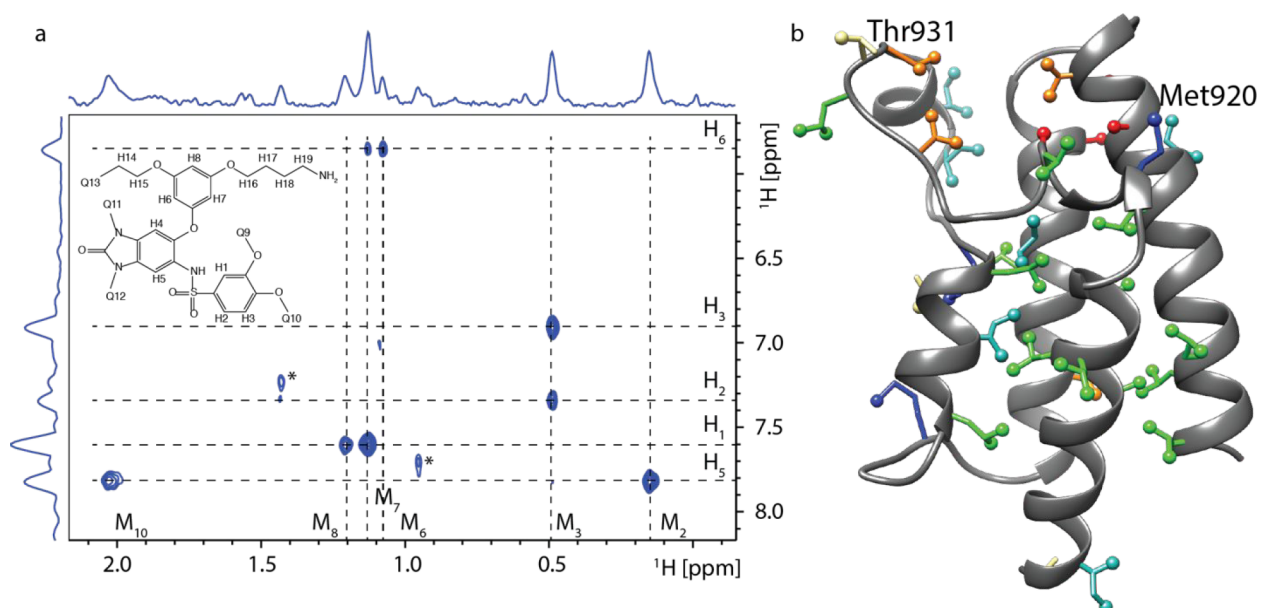 a
H₆
H₃
H₂
H₁
H₅
6.5
7.0
7.5
8.0
¹H [ppm]
H14
H8
H17
H19
O
O
NH₂
Q13
H15
H16
H18
H6
H7
Q11
O
H4
Q9
N
O
N
NH
H1
O
H5
Q12
O
S
O
O
H2
H3
Q10
*
*
M₇
M₁₀
M₈
M₆
M₃
M₂
2.0
1.5
1.0
0.5
¹H [ppm]
b
Thr931
Met920